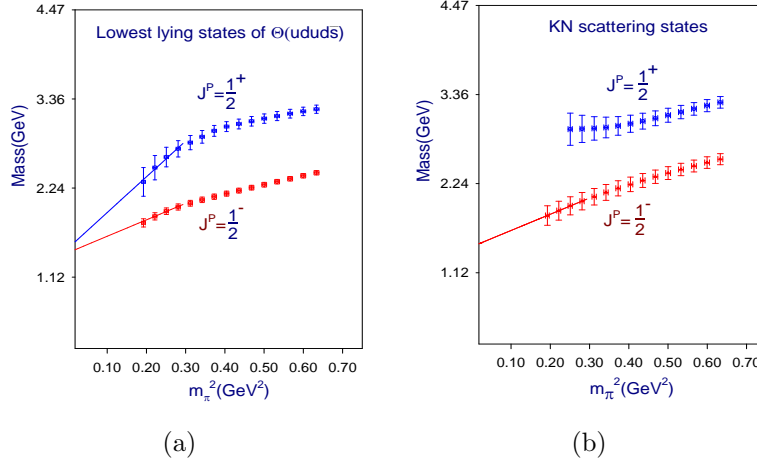 4.47
Lowest lying states of Θ(ududs̄)
J^P=1/2^+
3.36
Mass(GeV)
2.24
J^P=1/2^-
1.12
0.10 0.20 0.30 0.40 0.50 0.60 0.70
m_π^2(GeV^2)
(a)
4.47
KN scattering states
3.36
J^P=1/2^+
Mass(GeV)
2.24
J^P=1/2^-
1.12
0.10 0.20 0.30 0.40 0.50 0.60 0.70
m_π^2(GeV^2)
(b)